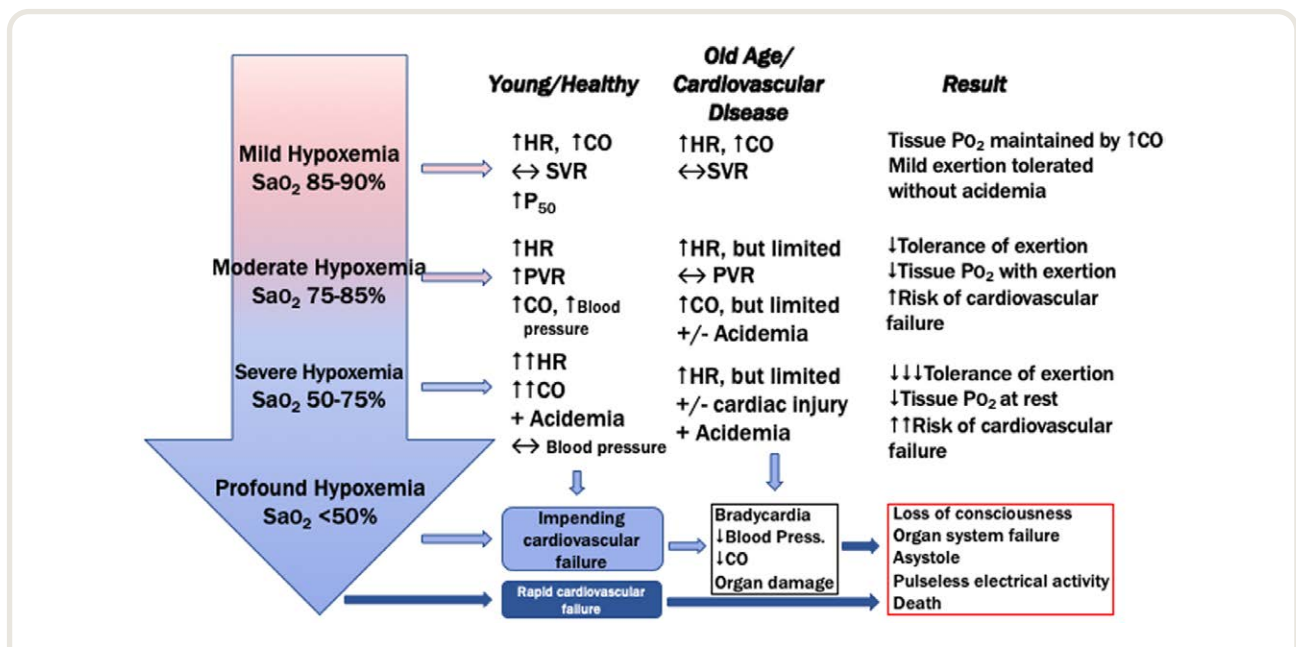 Young/Healthy
Old Age/
Cardiovascular
Disease
Result
Mild Hypoxemia
SaO₂ 85-90%
↑HR, ↑CO
↔ SVR
↑P₅₀
↑HR, ↑CO
↔SVR
Tissue PO₂ maintained by ↑CO
Mild exertion tolerated
without acidemia
Moderate Hypoxemia
SaO₂ 75-85%
↑HR
↑PVR
↑CO, ↑Blood
pressure
↑HR, but limited
↔ PVR
↑CO, but limited
+/- Acidemia
↓Tolerance of exertion
↓Tissue PO₂ with exertion
↑Risk of cardiovascular
failure
Severe Hypoxemia
SaO₂ 50-75%
↑↑HR
↑↑CO
+ Acidemia
↔ Blood pressure
↑HR, but limited
+/- cardiac injury
+ Acidemia
↓↓↓Tolerance of exertion
↓Tissue PO₂ at rest
↑↑Risk of cardiovascular
failure
Profound Hypoxemia
SaO₂ <50%
Impending
cardiovascular
failure
Bradycardia
↓Blood Press.
↓CO
Organ damage
Loss of consciousness
Organ system failure
Asystole
Pulseless electrical activity
Death
Rapid cardiovascular
failure